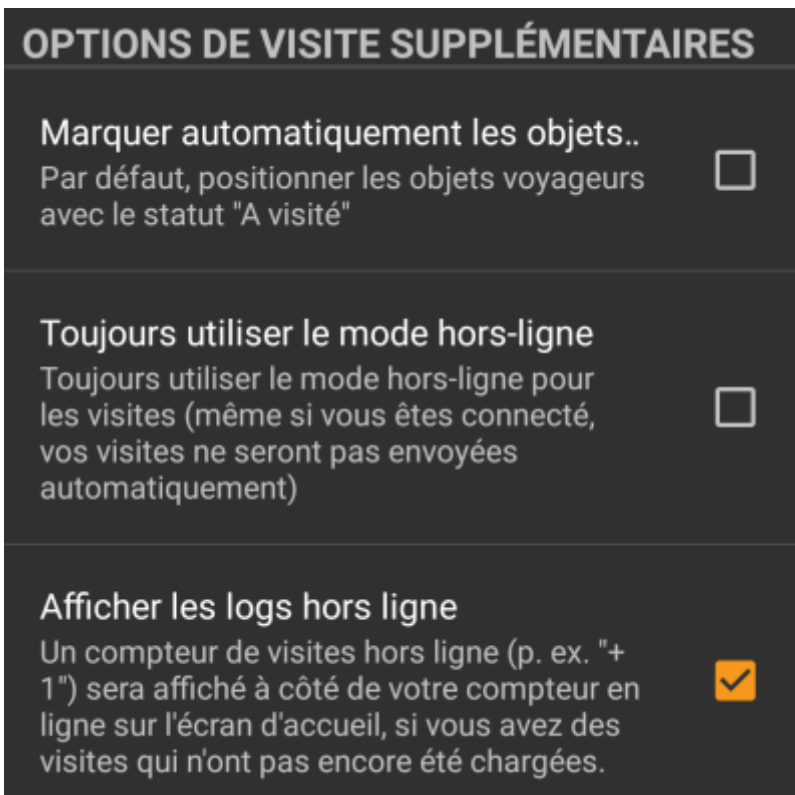 OPTIONS DE VISITE SUPPLÉMENTAIRES
Marquer automatiquement les objets..
Par défaut, positionner les objets voyageurs
avec le statut "A visité"
Toujours utiliser le mode hors-ligne
Toujours utiliser le mode hors-ligne pour
les visites (même si vous êtes connecté,
vos visites ne seront pas envoyées
automatiquement)
Afficher les logs hors ligne
Un compteur de visites hors ligne (p. ex. "+
1") sera affiché à côté de votre compteur en
ligne sur l'écran d'accueil, si vous avez des
visites qui n'ont pas encore été chargées.